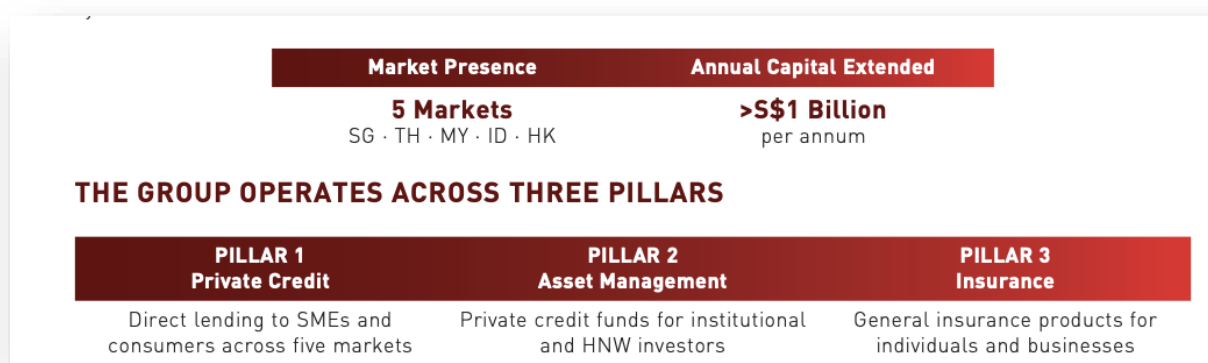 Market Presence Annual Capital Extended
5 Markets >S$1 Billion
SG · TH · MY · ID · HK per annum
THE GROUP OPERATES ACROSS THREE PILLARS
PILLAR 1 PILLAR 2 PILLAR 3
Private Credit Asset Management Insurance
Direct lending to SMEs and Private credit funds for institutional General insurance products for
consumers across five markets and HNW investors individuals and businesses